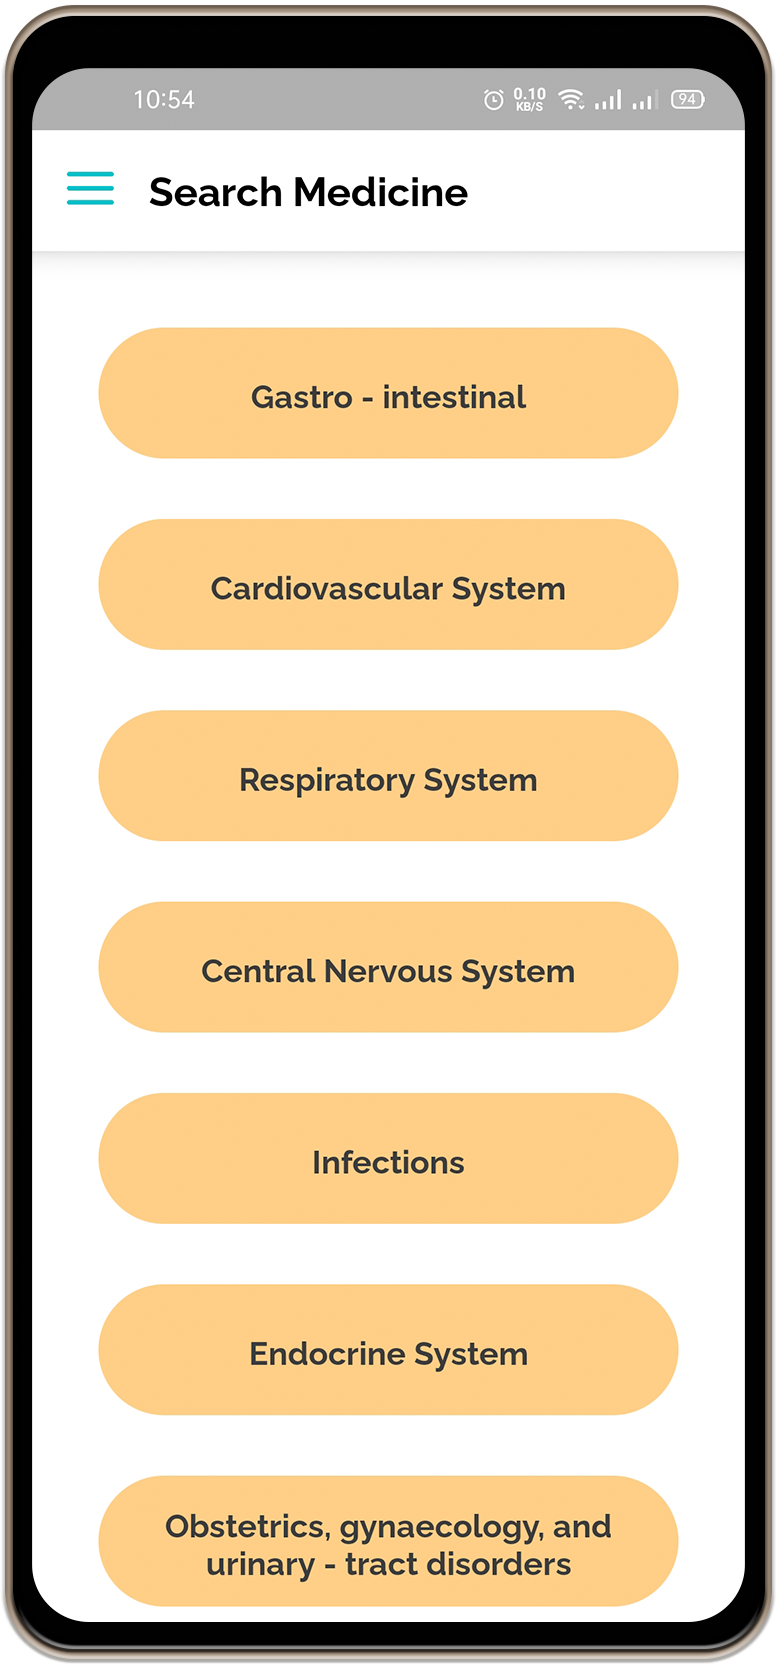 10:54
0.10
KB/S
94
Search Medicine
Gastro - intestinal
Cardiovascular System
Respiratory System
Central Nervous System
Infections
Endocrine System
Obstetrics, gynaecology, and
urinary - tract disorders